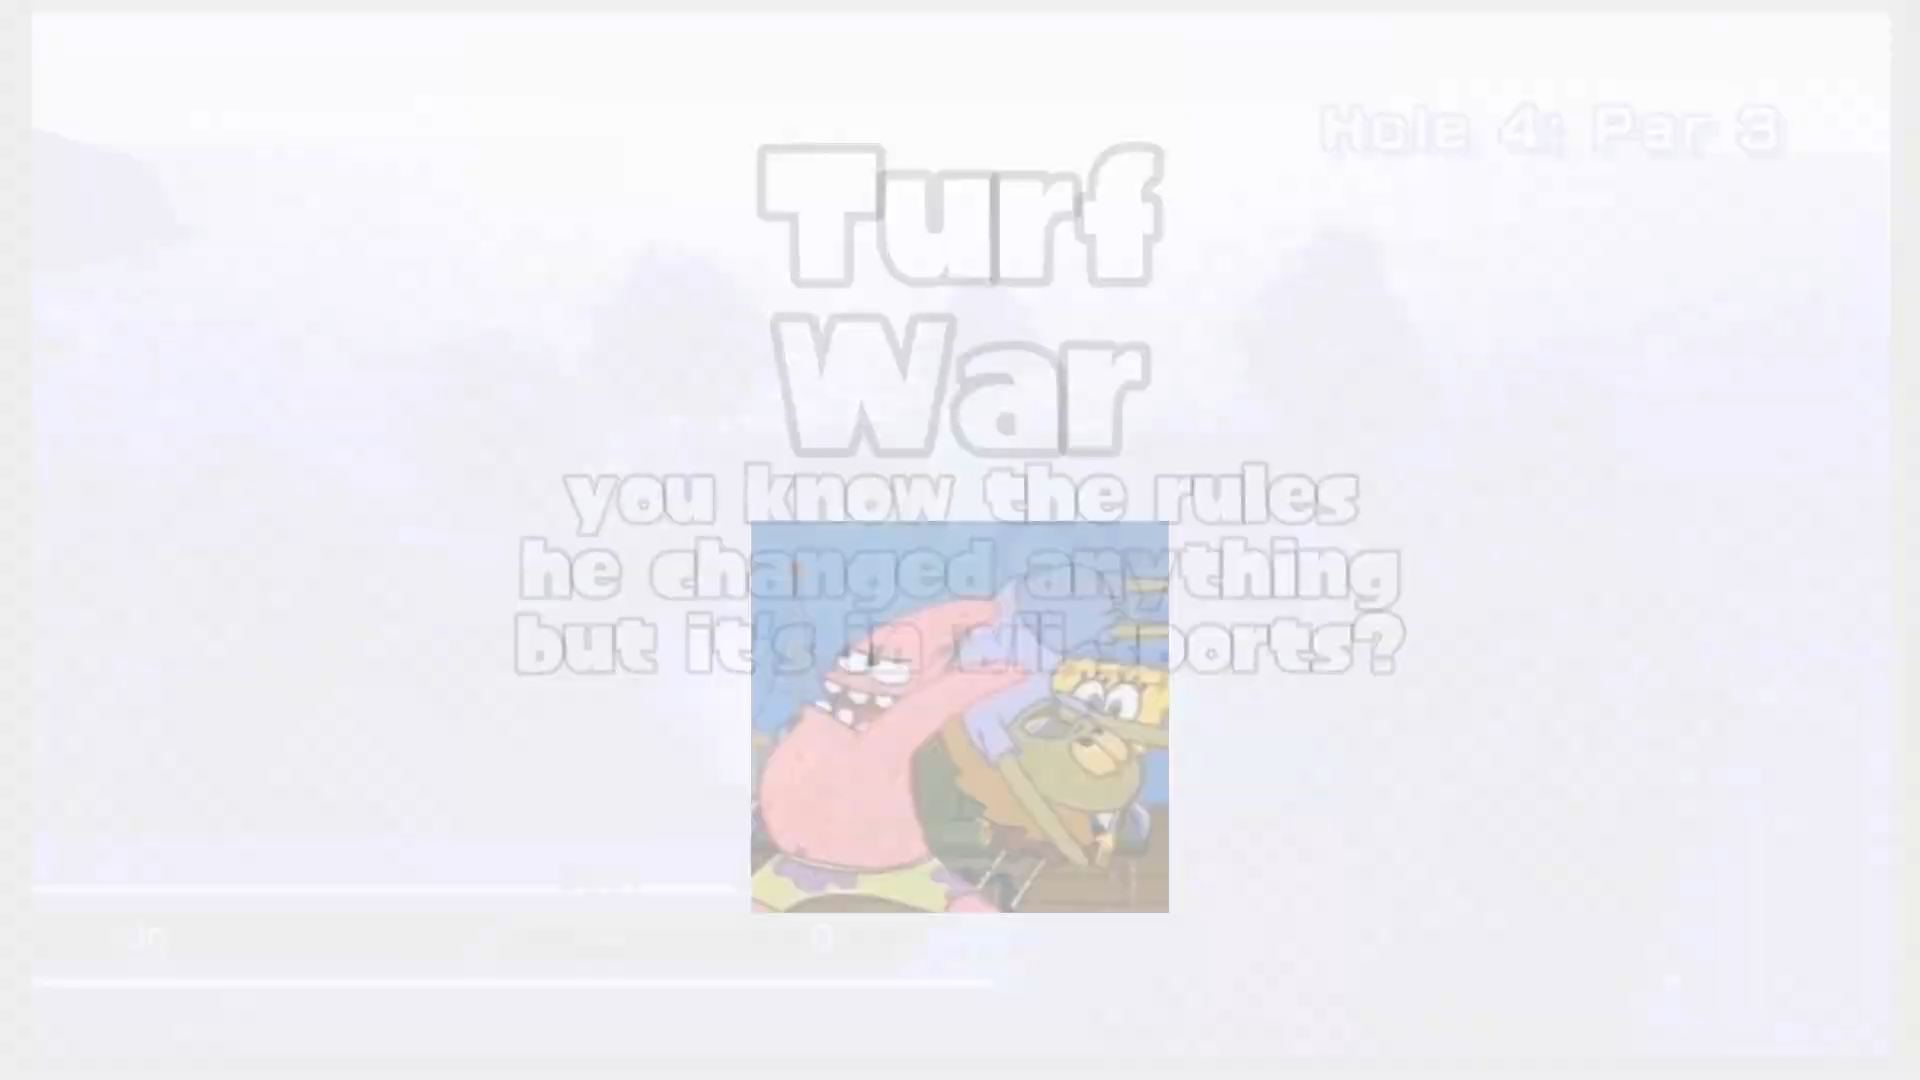 Hole 4: Par 3
Turf
War
you know the rules
he changed anything
but it's in wii sports?